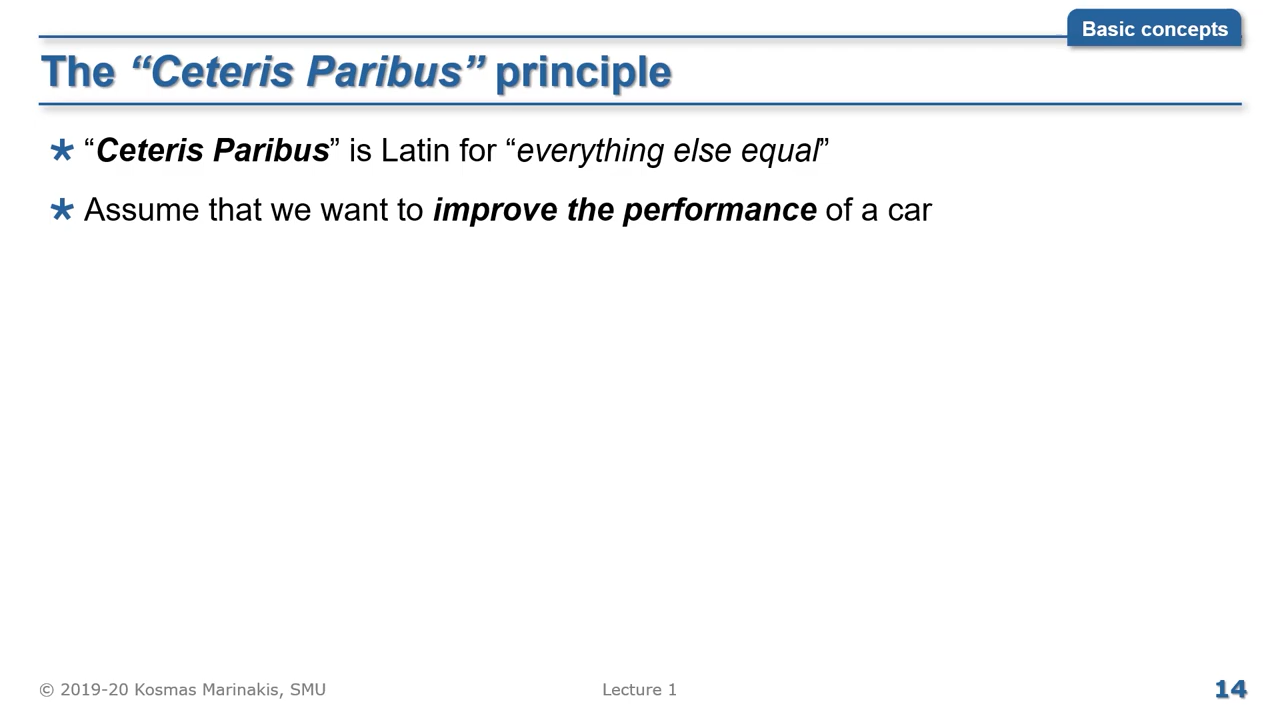 Basic concepts
The “Ceteris Paribus” principle
* “Ceteris Paribus” is Latin for “everything else equal”
* Assume that we want to improve the performance of a car
© 2019-20 Kosmas Marinakis, SMU
Lecture 1
14